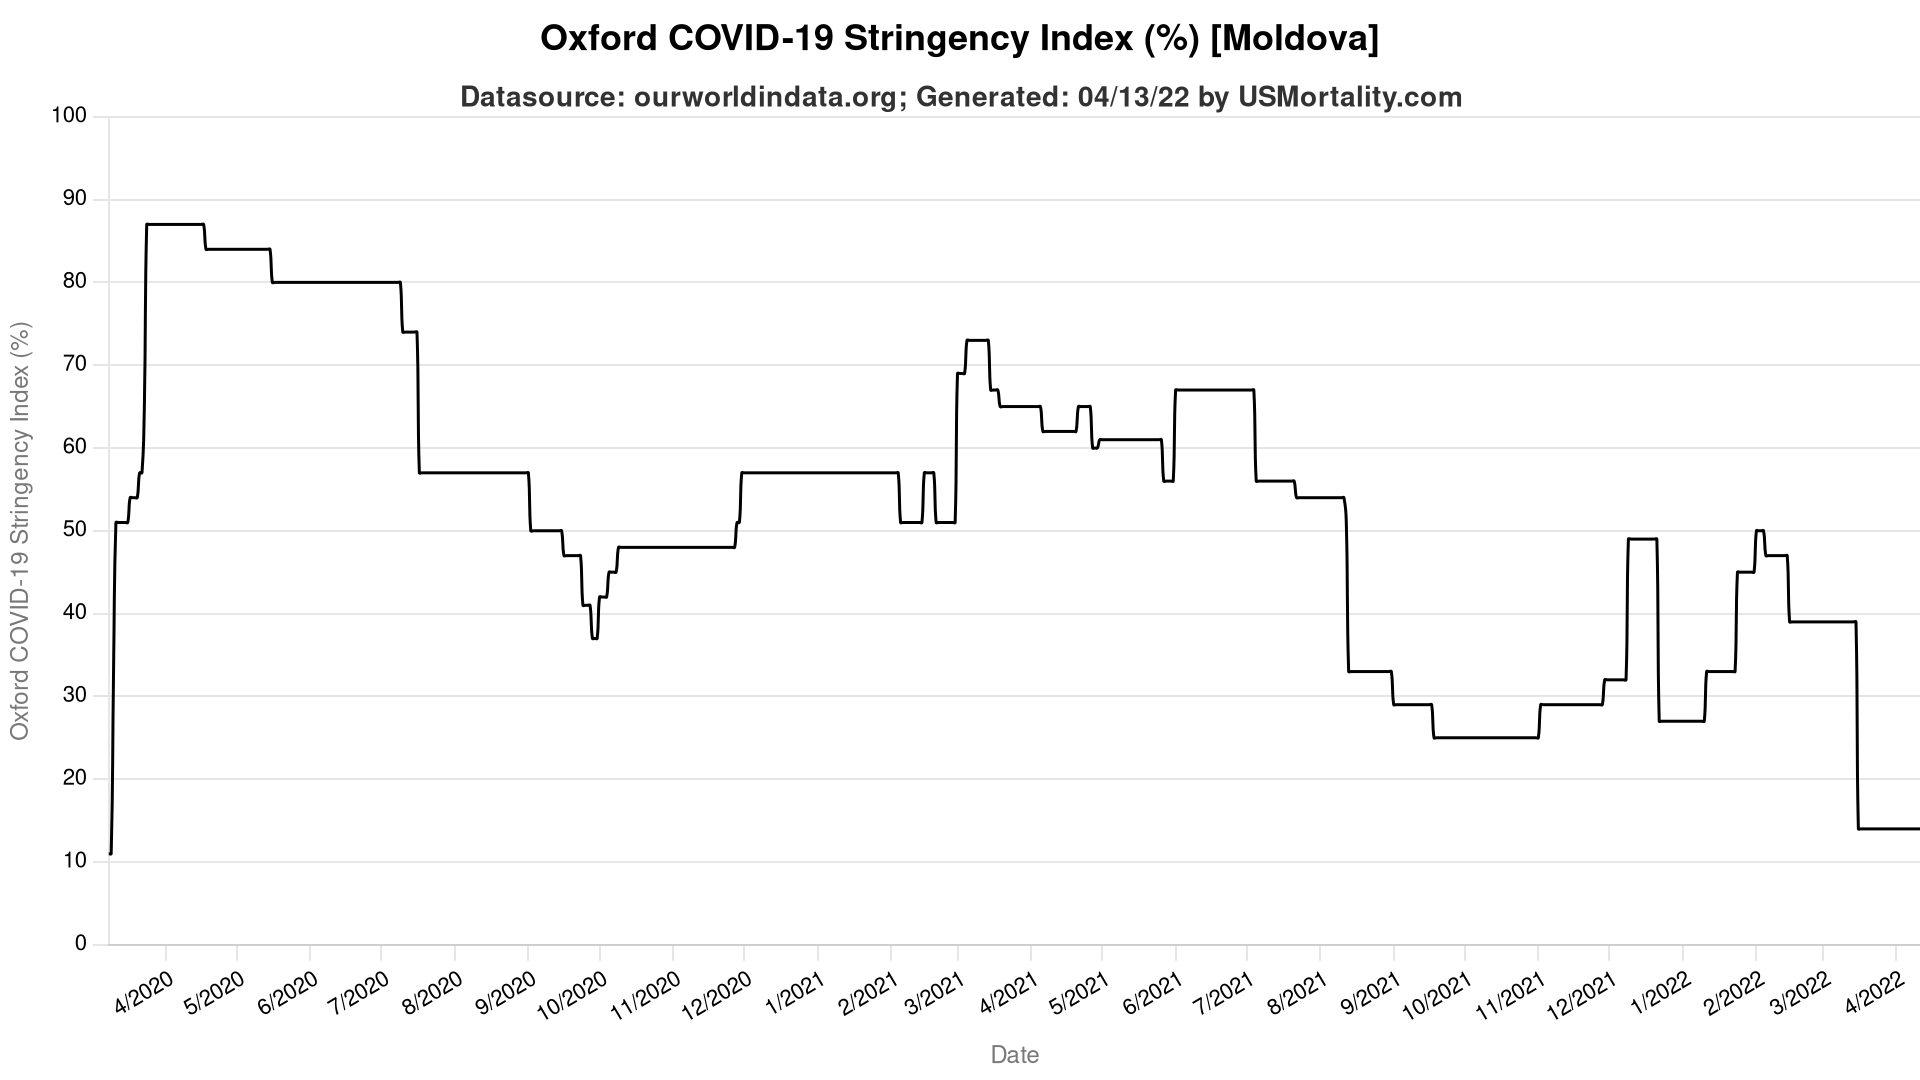 Oxford COVID-19 Stringency Index (%) [Moldova]
Datasource: ourworldindata.org; Generated: 04/13/22 by USMortality.com
Oxford COVID-19 Stringency Index (%)
100
90
80
70
60
50
40
30
20
10
0
4/2020 5/2020 6/2020 7/2020 8/2020 9/2020 10/2020 11/2020 12/2020 1/2021 2/2021 3/2021 4/2021 5/2021 6/2021 7/2021 8/2021 9/2021 10/2021 11/2021 12/2021 1/2022 2/2022 3/2022 4/2022
Date